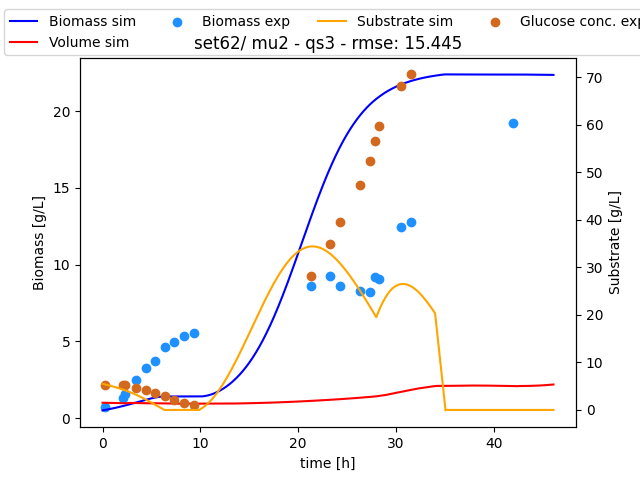 Biomass sim
Biomass exp
Substrate sim
Glucose conc. exp
Volume sim
set62/ mu2 - qs3 - rmse: 15.445
Biomass [g/L]
0
5
10
15
20
Substrate [g/L]
0
10
20
30
40
50
60
70
0
10
20
30
40
time [h]